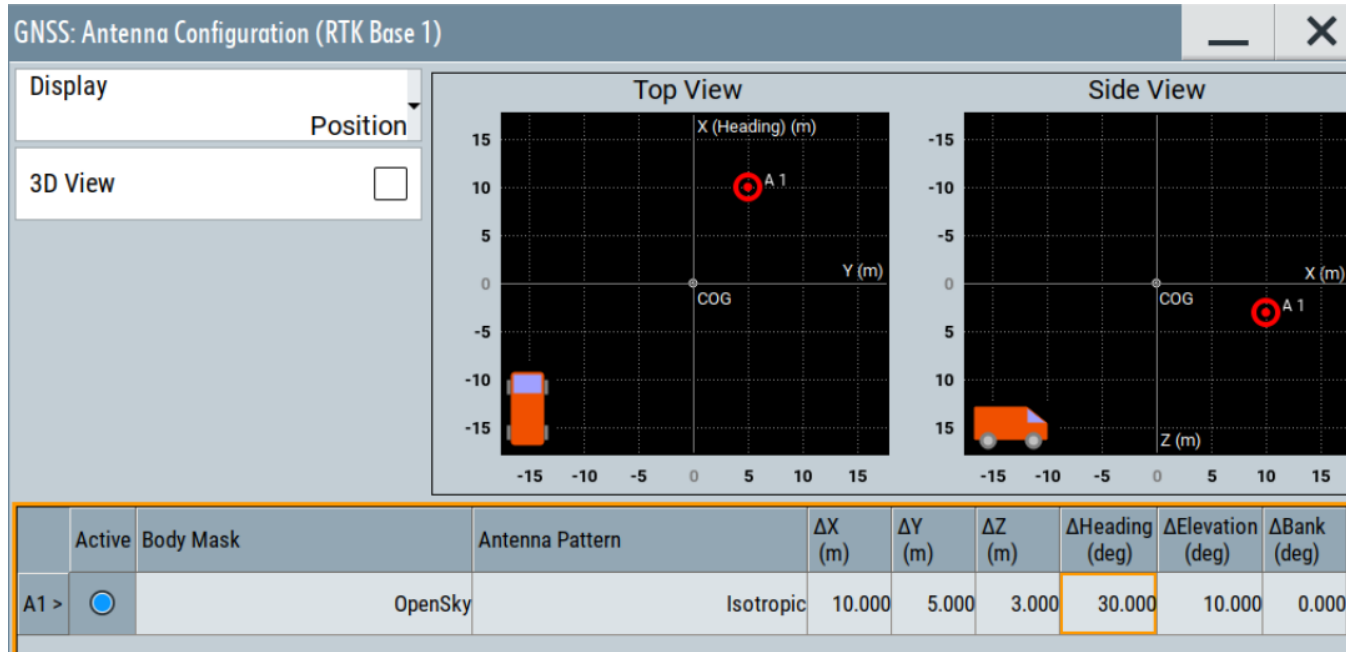 GNSS: Antenna Configuration (RTK Base 1)
Display
Position
3D View
Top View
X (Heading) (m)
15
10
5
0
-5
-10
-15
A 1
Y (m)
COG
-15 -10 -5 0 5 10 15
Side View
-15
-10
-5
0
5
10
15
X (m)
COG
A 1
Z (m)
-15 -10 -5 0 5 10 15
Active Body Mask Antenna Pattern ΔX (m) ΔY (m) ΔZ (m) ΔHeading (deg) ΔElevation (deg) ΔBank (deg)
A1 > OpenSky Isotropic 10.000 5.000 3.000 30.000 10.000 0.000